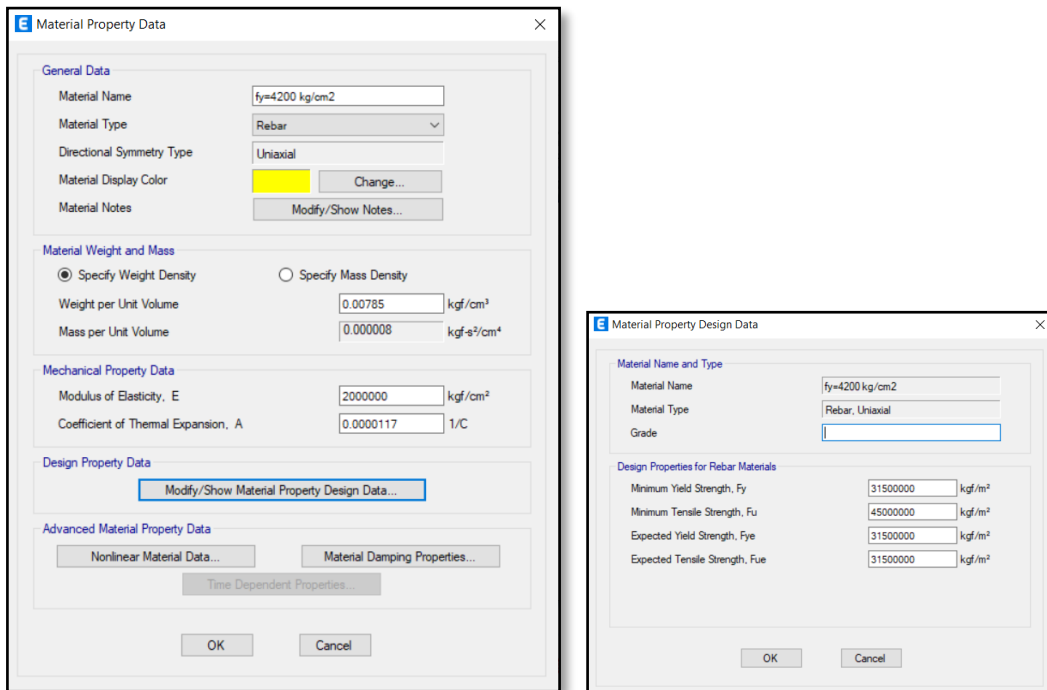 E Material Property Data
General Data
Material Name fy=4200 kg/cm2
Material Type Rebar
Directional Symmetry Type Uniaxial
Material Display Color Change...
Material Notes Modify/Show Notes...
Material Weight and Mass
Specify Weight Density Specify Mass Density
Weight per Unit Volume 0.00785 kgf/cm³
Mass per Unit Volume 0.000008 kgf-s²/cm⁴
Mechanical Property Data
Modulus of Elasticity, E 2000000 kgf/cm²
Coefficient of Thermal Expansion, A 0.0000117 1/C
Design Property Data
Modify/Show Material Property Design Data...
Advanced Material Property Data
Nonlinear Material Data... Material Damping Properties...
Time Dependent Properties...
OK Cancel
E Material Property Design Data
Material Name and Type
Material Name fy=4200 kg/cm2
Material Type Rebar, Uniaxial
Grade
Design Properties for Rebar Materials
Minimum Yield Strength, Fy 31500000 kgf/m²
Minimum Tensile Strength, Fu 45000000 kgf/m²
Expected Yield Strength, Fye 31500000 kgf/m²
Expected Tensile Strength, Fue 31500000 kgf/m²
OK Cancel